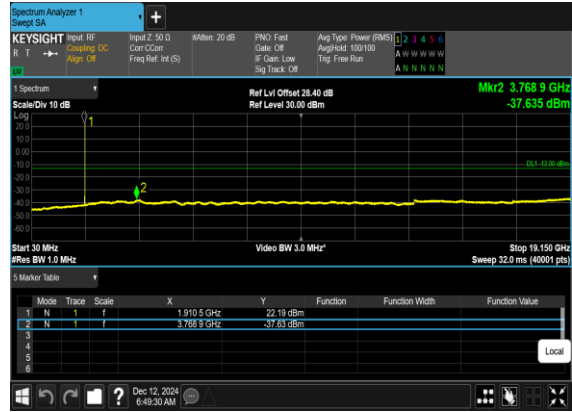 Spectrum Analyzer 1
Swept SA
+
KEYSIGHT Input: RF Input Z: 50 Ω #Atten: 20 dB PNO: Fast Avg Type: Power (RMS) 1 2 3 4 5 6
R T Coupling: DC Corr CCorr Gate: Off Avg|Hold: 100/100 A W W W W W
Align: Off Freq Ref: Int (S) IF Gain: Low Trig: Free Run
Sig Track: Off A N N N N N
1 Spectrum Ref Lvl Offset 28.40 dB Mkr2 3.768 9 GHz
Scale/Div 10 dB Ref Level 30.00 dBm -37.635 dBm
Log
20.0
10.0
0.00
-10.0
-20.0
-30.0
-40.0
-50.0
-60.0
1
2
DL1 -13.00 dBm
Start 30 MHz Video BW 3.0 MHz* Stop 19.150 GHz
#Res BW 1.0 MHz Sweep 32.0 ms (40001 pts)
5 Marker Table
Mode Trace Scale X Y Function Function Width Function Value
1 N 1 f 1.910 5 GHz 22.19 dBm
2 N 1 f 3.768 9 GHz -37.63 dBm
3
4
5
6
Local
? Dec 12, 2024
6:49:30 AM